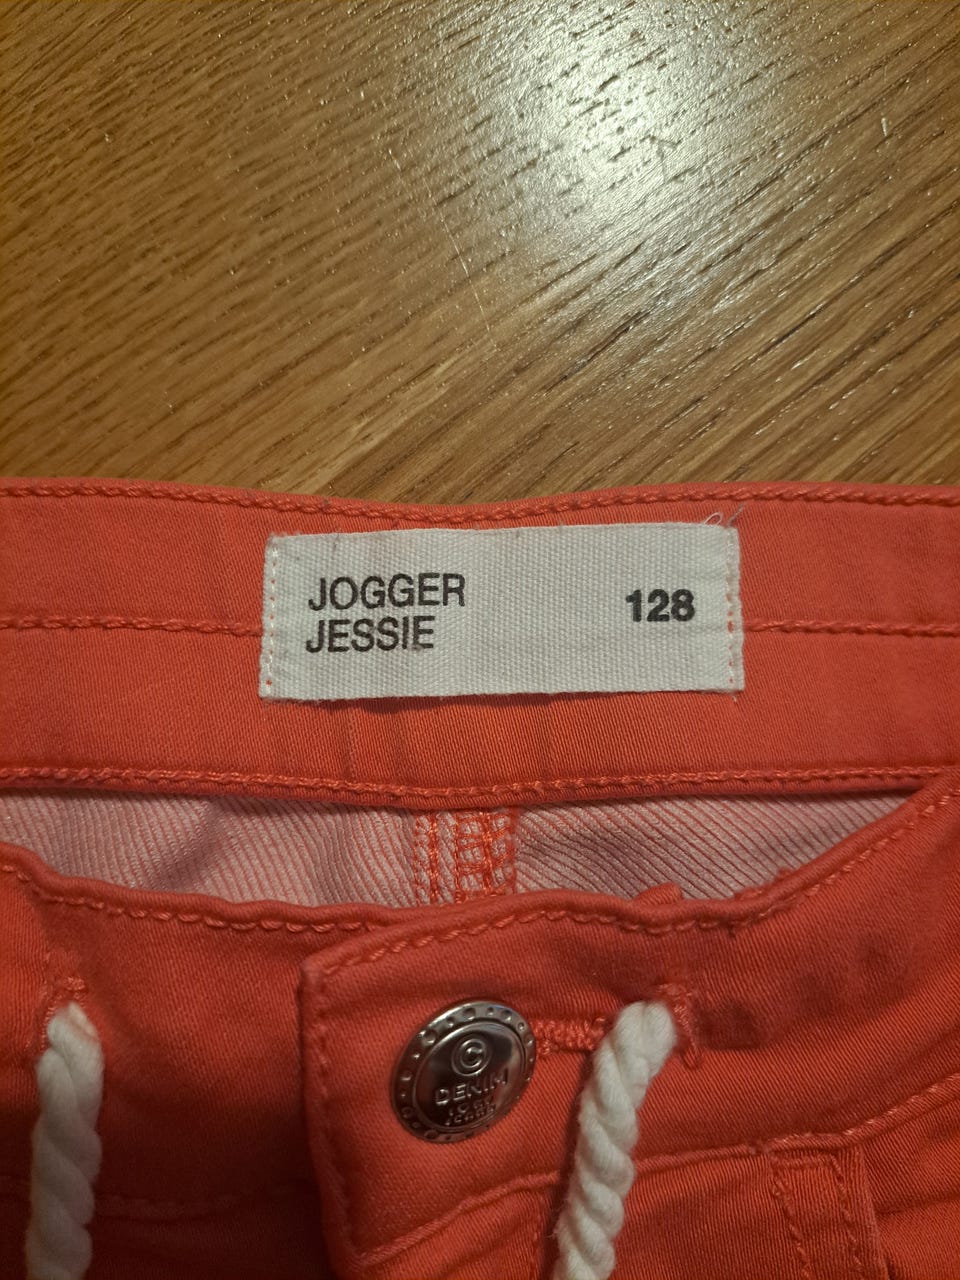 JOGGER
JESSIE
128
C
DENIM